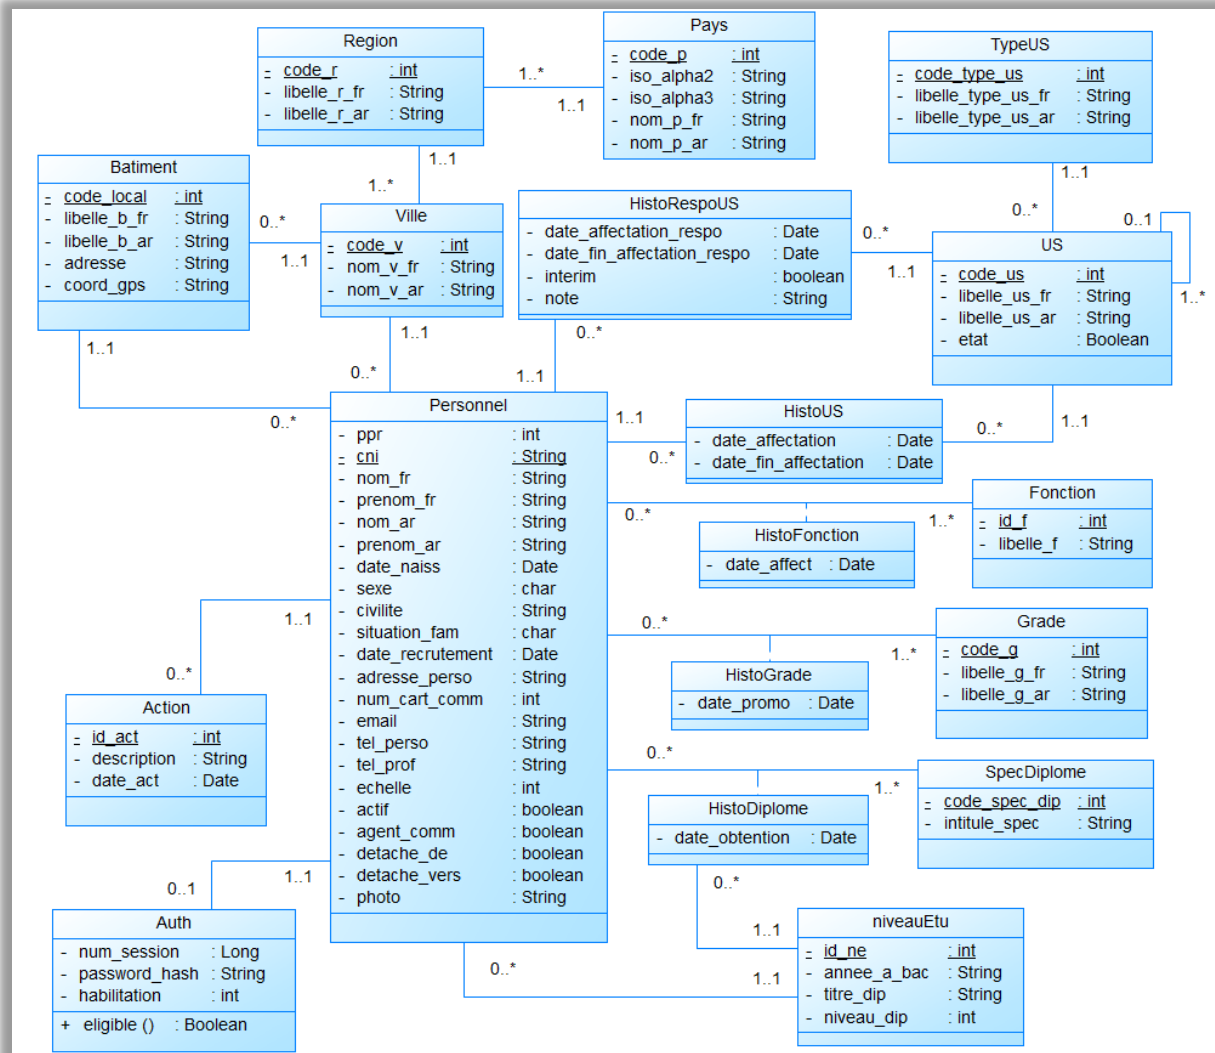 Region
- code_r : int
- libelle_r_fr : String
- libelle_r_ar : String
1..*
1..1
Pays
- code_p : int
- iso_alpha2 : String
- iso_alpha3 : String
- nom_p_fr : String
- nom_p_ar : String
TypeUS
- code_type_us : int
- libelle_type_us_fr : String
- libelle_type_us_ar : String
1..1
0..*
1..1
1..*
Batiment
- code_local : int
- libelle_b_fr : String
- libelle_b_ar : String
- adresse : String
- coord_gps : String
0..*
1..1
Ville
- code_v : int
- nom_v_fr : String
- nom_v_ar : String
HistoRespoUS
- date_affectation_respo : Date
- date_fin_affectation_respo : Date
- interim : boolean
- note : String
0..*
1..1
US
- code_us : int
- libelle_us_fr : String
- libelle_us_ar : String
- etat : Boolean
0..1
1..*
1..1
0..*
1..1
0..*
0..*
1..1
Personnel
- ppr : int
- cni : String
- nom_fr : String
- prenom_fr : String
- nom_ar : String
- prenom_ar : String
- date_naiss : Date
- sexe : char
- civilite : String
- situation_fam : char
- date_recrutement : Date
- adresse_perso : String
- num_cart_comm : int
- email : String
- tel_perso : String
- tel_prof : String
- echelle : int
- actif : boolean
- agent_comm : boolean
- detache_de : boolean
- detache_vers : boolean
- photo : String
1..1
0..*
HistoUS
- date_affectation : Date
- date_fin_affectation : Date
0..*
1..1
0..*
1..*
Fonction
- id_f : int
- libelle_f : String
HistoFonction
- date_affect : Date
0..*
1..*
Grade
- code_g : int
- libelle_g_fr : String
- libelle_g_ar : String
HistoGrade
- date_promo : Date
1..1
0..*
Action
- id_act : int
- description : String
- date_act : Date
0..*
1..*
SpecDiplome
- code_spec_dip : int
- intitule_spec : String
HistoDiplome
- date_obtention : Date
0..*
1..1
0..1
1..1
Auth
- num_session : Long
- password_hash : String
- habilitation : int
+ eligible () : Boolean
0..*
1..1
niveauEtu
- id_ne : int
- annee_a_bac : String
- titre_dip : String
- niveau_dip : int